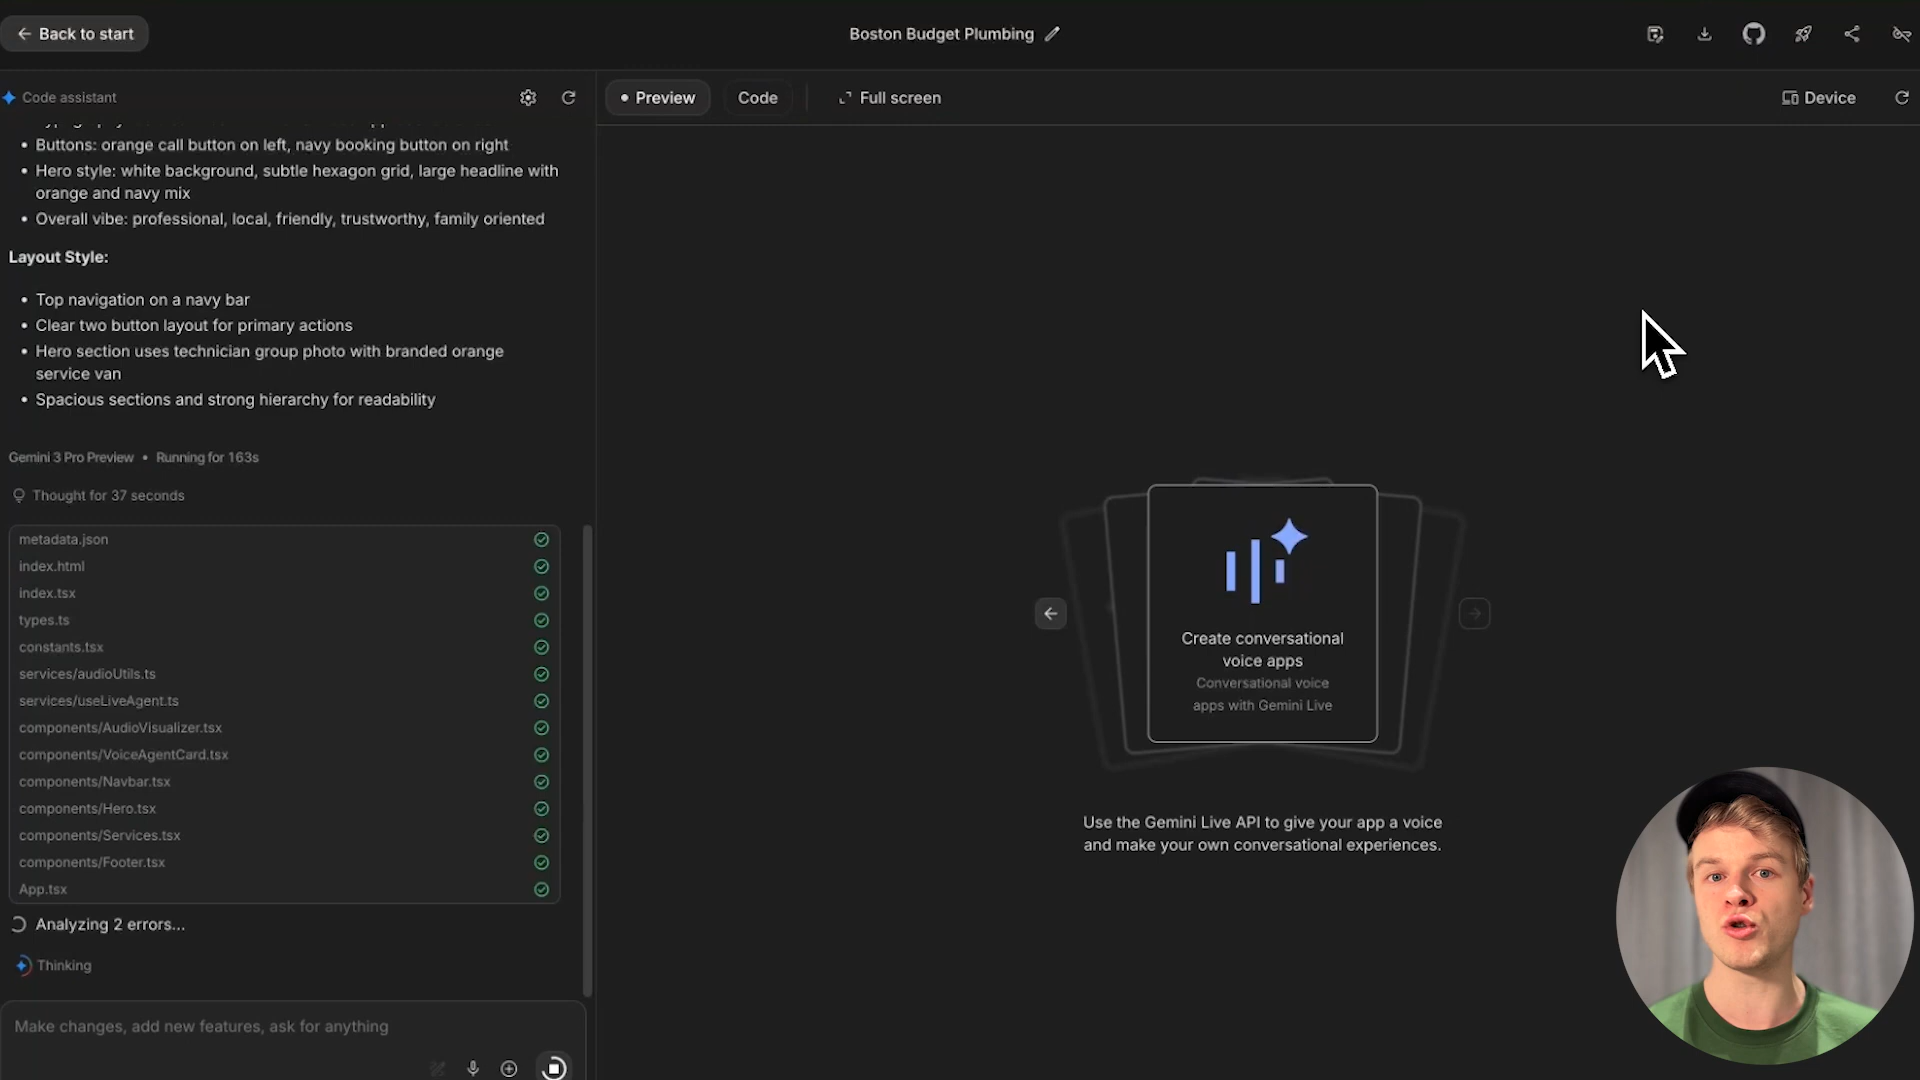 Back to start
Boston Budget Plumbing
Code assistant
Preview
Code
Full screen
Device
• Buttons: orange call button on left, navy booking button on right
• Hero style: white background, subtle hexagon grid, large headline with
orange and navy mix
• Overall vibe: professional, local, friendly, trustworthy, family oriented
Layout Style:
• Top navigation on a navy bar
• Clear two button layout for primary actions
• Hero section uses technician group photo with branded orange
service van
• Spacious sections and strong hierarchy for readability
Gemini 3 Pro Preview • Running for 163s
Thought for 37 seconds
metadata.json
index.html
index.tsx
types.ts
constants.tsx
services/audioUtils.ts
services/useLiveAgent.ts
components/AudioVisualizer.tsx
components/VoiceAgentCard.tsx
components/Navbar.tsx
components/Hero.tsx
components/Services.tsx
components/Footer.tsx
App.tsx
Analyzing 2 errors...
Thinking
Make changes, add new features, ask for anything
Create conversational
voice apps
Conversational voice
apps with Gemini Live
Use the Gemini Live API to give your app a voice
and make your own conversational experiences.